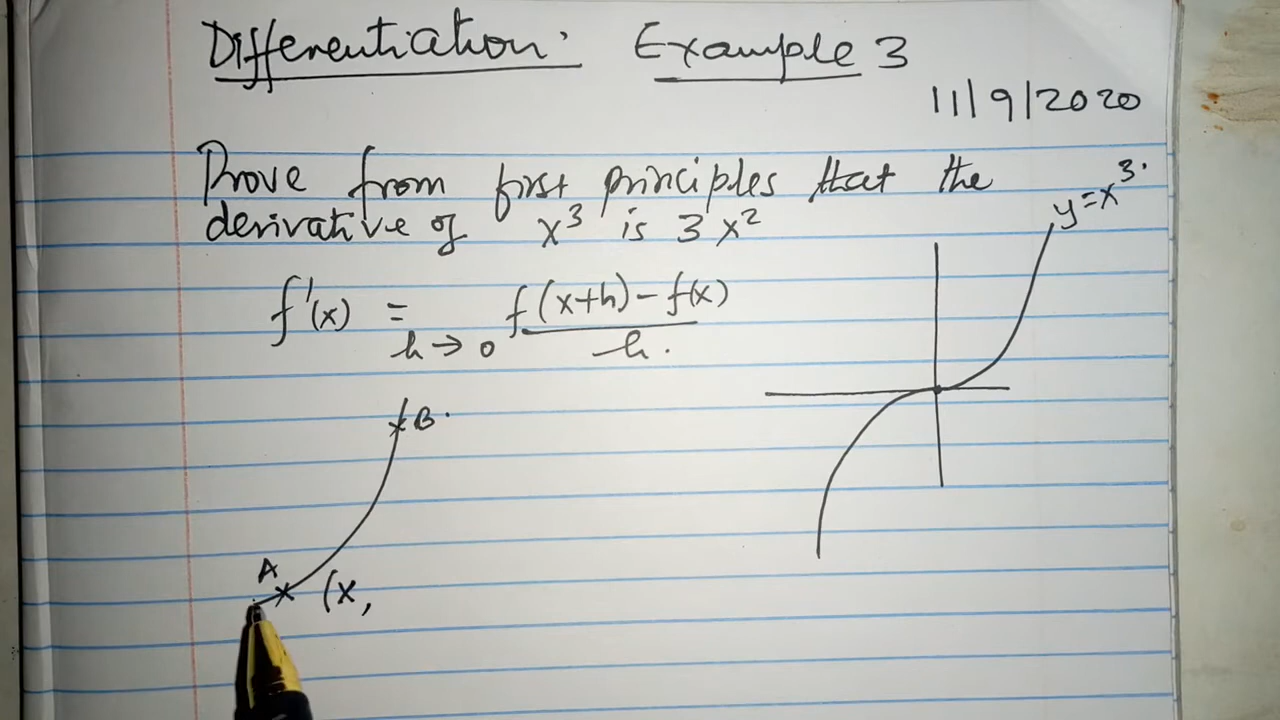 Differentiation. Example 3
11/9/2020
Prove from first principles that the
derivative of x³ is 3x²
y=x³.
f'(x) = f(x+h)-f(x)
h→0 h.
B.
A
(x,